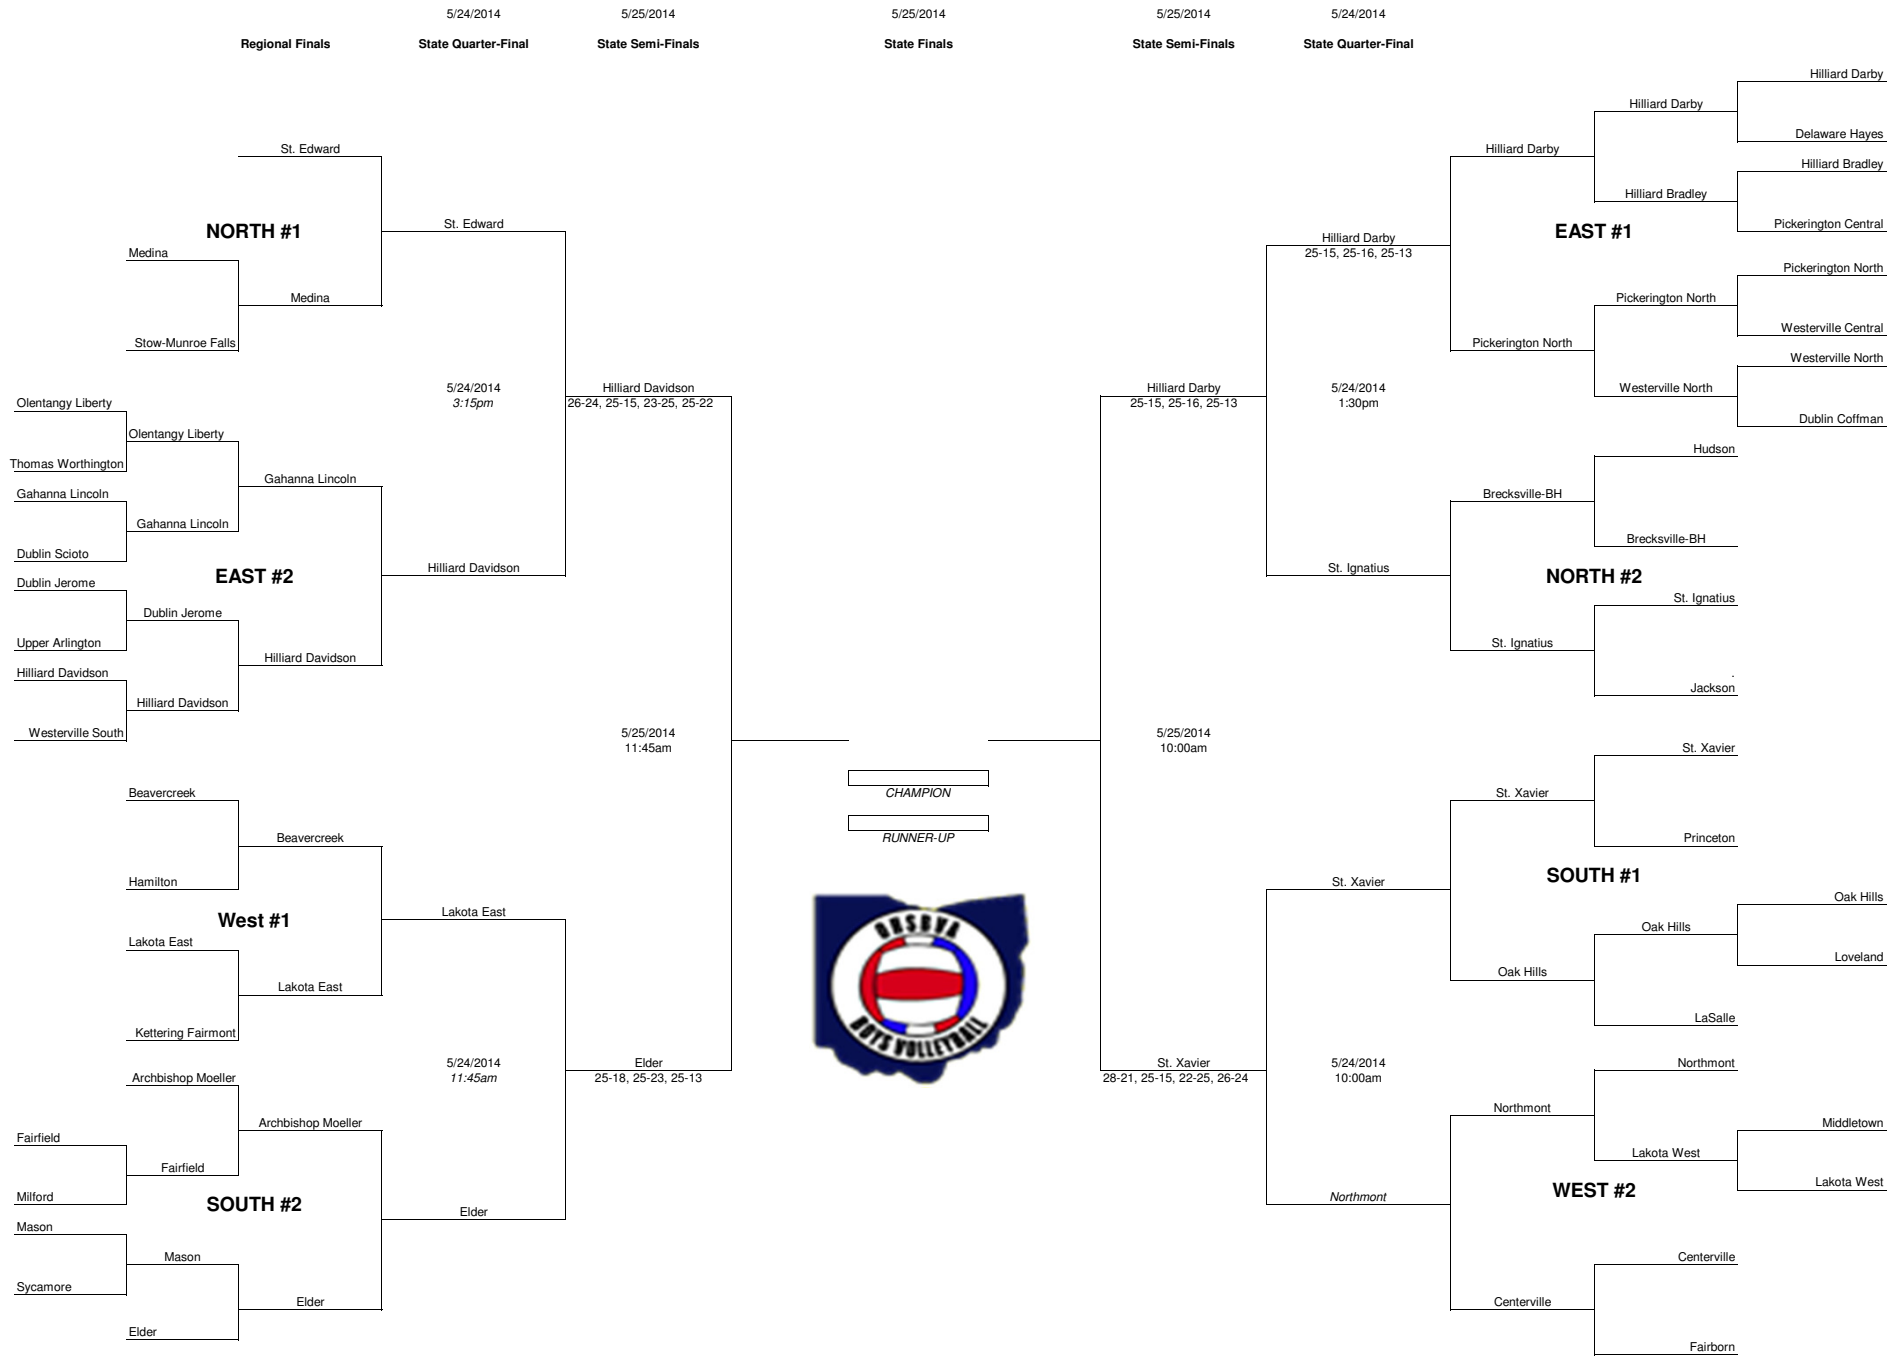 5/24/2014 5/25/2014 5/25/2014 5/25/2014 5/24/2014
Regional Finals State Quarter-Final State Semi-Finals State Finals State Semi-Finals State Quarter-Final
St. Edward
NORTH #1
St. Edward
Medina
Medina
Stow-Munroe Falls
5/24/2014
3:15pm
Hilliard Davidson
26-24, 25-15, 23-25, 25-22
Olentangy Liberty
Olentangy Liberty
Thomas Worthington
Gahanna Lincoln
Gahanna Lincoln
Gahanna Lincoln
Dublin Scioto
EAST #2
Hilliard Davidson
Dublin Jerome
Dublin Jerome
Upper Arlington
Hilliard Davidson
Hilliard Davidson
Hilliard Davidson
Westerville South
5/25/2014
11:45am
Beavercreek
Beavercreek
Hamilton
West #1
Lakota East
Lakota East
Lakota East
Kettering Fairmont
5/24/2014
11:45am
Elder
25-18, 25-23, 25-13
Archbishop Moeller
Archbishop Moeller
Fairfield
Fairfield
Milford
SOUTH #2
Elder
Mason
Mason
Sycamore
Elder
Elder
CHAMPION
RUNNER-UP
OHSBVA
BOYS VOLLEYBALL
Hilliard Darby
Hilliard Darby
Delaware Hayes
Hilliard Darby
Hilliard Bradley
Hilliard Bradley
Pickerington Central
EAST #1
Hilliard Darby
25-15, 25-16, 25-13
Pickerington North
Pickerington North
Westerville Central
Pickerington North
Westerville North
Westerville North
Dublin Coffman
Hilliard Darby
25-15, 25-16, 25-13
5/24/2014
1:30pm
Hudson
Brecksville-BH
Brecksville-BH
St. Ignatius
NORTH #2
St. Ignatius
St. Ignatius
.
Jackson
5/25/2014
10:00am
St. Xavier
St. Xavier
Princeton
St. Xavier
SOUTH #1
Oak Hills
Oak Hills
Loveland
Oak Hills
LaSalle
St. Xavier
28-21, 25-15, 22-25, 26-24
5/24/2014
10:00am
Northmont
Northmont
Middletown
Lakota West
Lakota West
WEST #2
Northmont
Centerville
Centerville
Fairborn